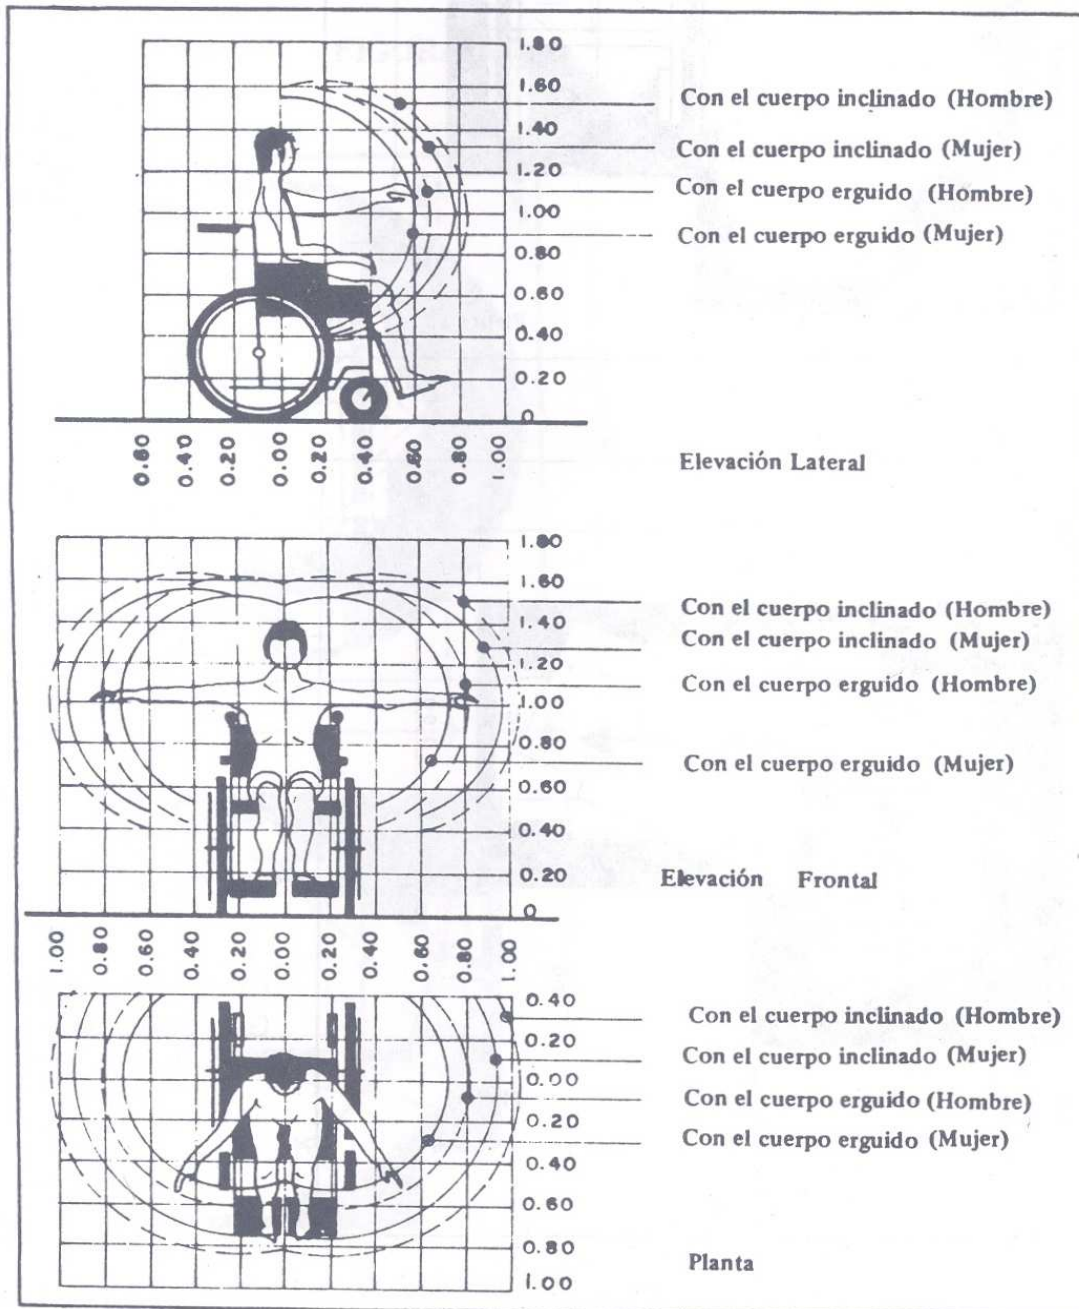 1.80
1.60
Con el cuerpo inclinado (Hombre)
1.40
Con el cuerpo inclinado (Mujer)
1.20
Con el cuerpo erguido (Hombre)
1.00
Con el cuerpo erguido (Mujer)
0.80
0.60
0.40
0.20
0
0.60 0.40 0.20 0.00 0.20 0.40 0.60 0.80 1.00
Elevación Lateral
1.80
1.60
Con el cuerpo inclinado (Hombre)
1.40
Con el cuerpo inclinado (Mujer)
1.20
Con el cuerpo erguido (Hombre)
1.00
0.80
Con el cuerpo erguido (Mujer)
0.60
0.40
0.20
Elevación Frontal
0
1.00 0.80 0.60 0.40 0.20 0.00 0.20 0.40 0.60 0.80 1.00
0.40
Con el cuerpo inclinado (Hombre)
0.20
Con el cuerpo inclinado (Mujer)
0.00
Con el cuerpo erguido (Hombre)
0.20
Con el cuerpo erguido (Mujer)
0.40
0.60
0.80
Planta
1.00